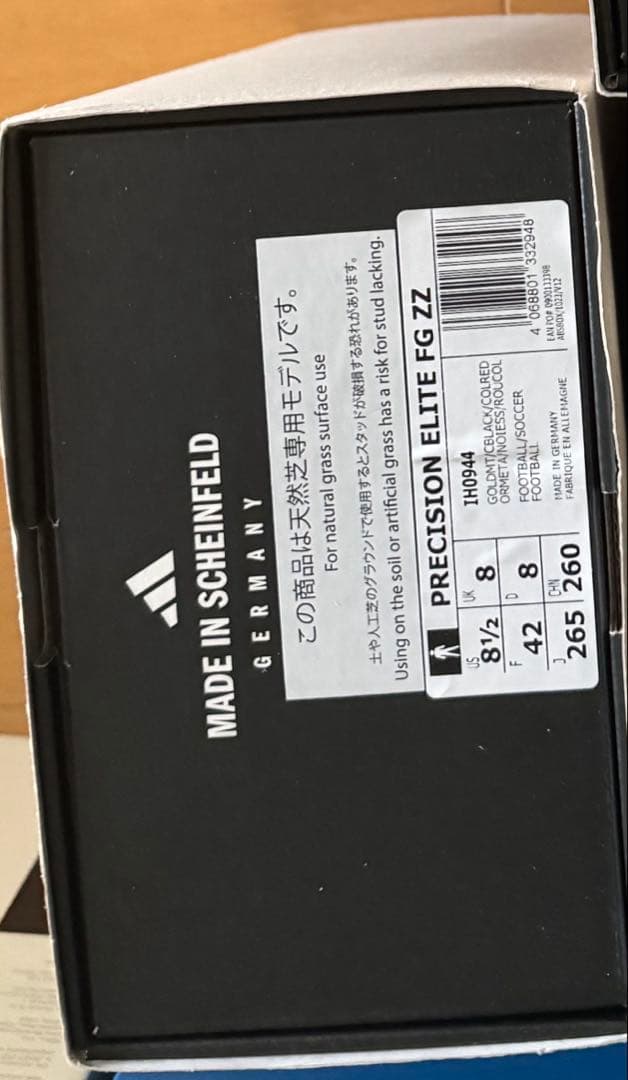 MADE IN SCHEINFELD
GERMANY
この商品は天然芝専用モデルです。
For natural grass surface use
土や人工芝のグラウンドで使用するとスタッドが破損する恐れがあります。
Using on the soil or artificial grass has a risk for stud lacking.
PRECISION ELITE FG ZZ
US 8½
UK 8
F 42
D 8
J 265
CHN 260
IH0944
GOLDMT/CBLACK/COLRED
ORMETA/NOIESS/ROUCOL
FOOTBALL/SOCCER
FOOTBALL
MADE IN GERMANY
FABRIQUE EN ALLEMAGNE
4 068801 332948
EAN PO# 0900113398